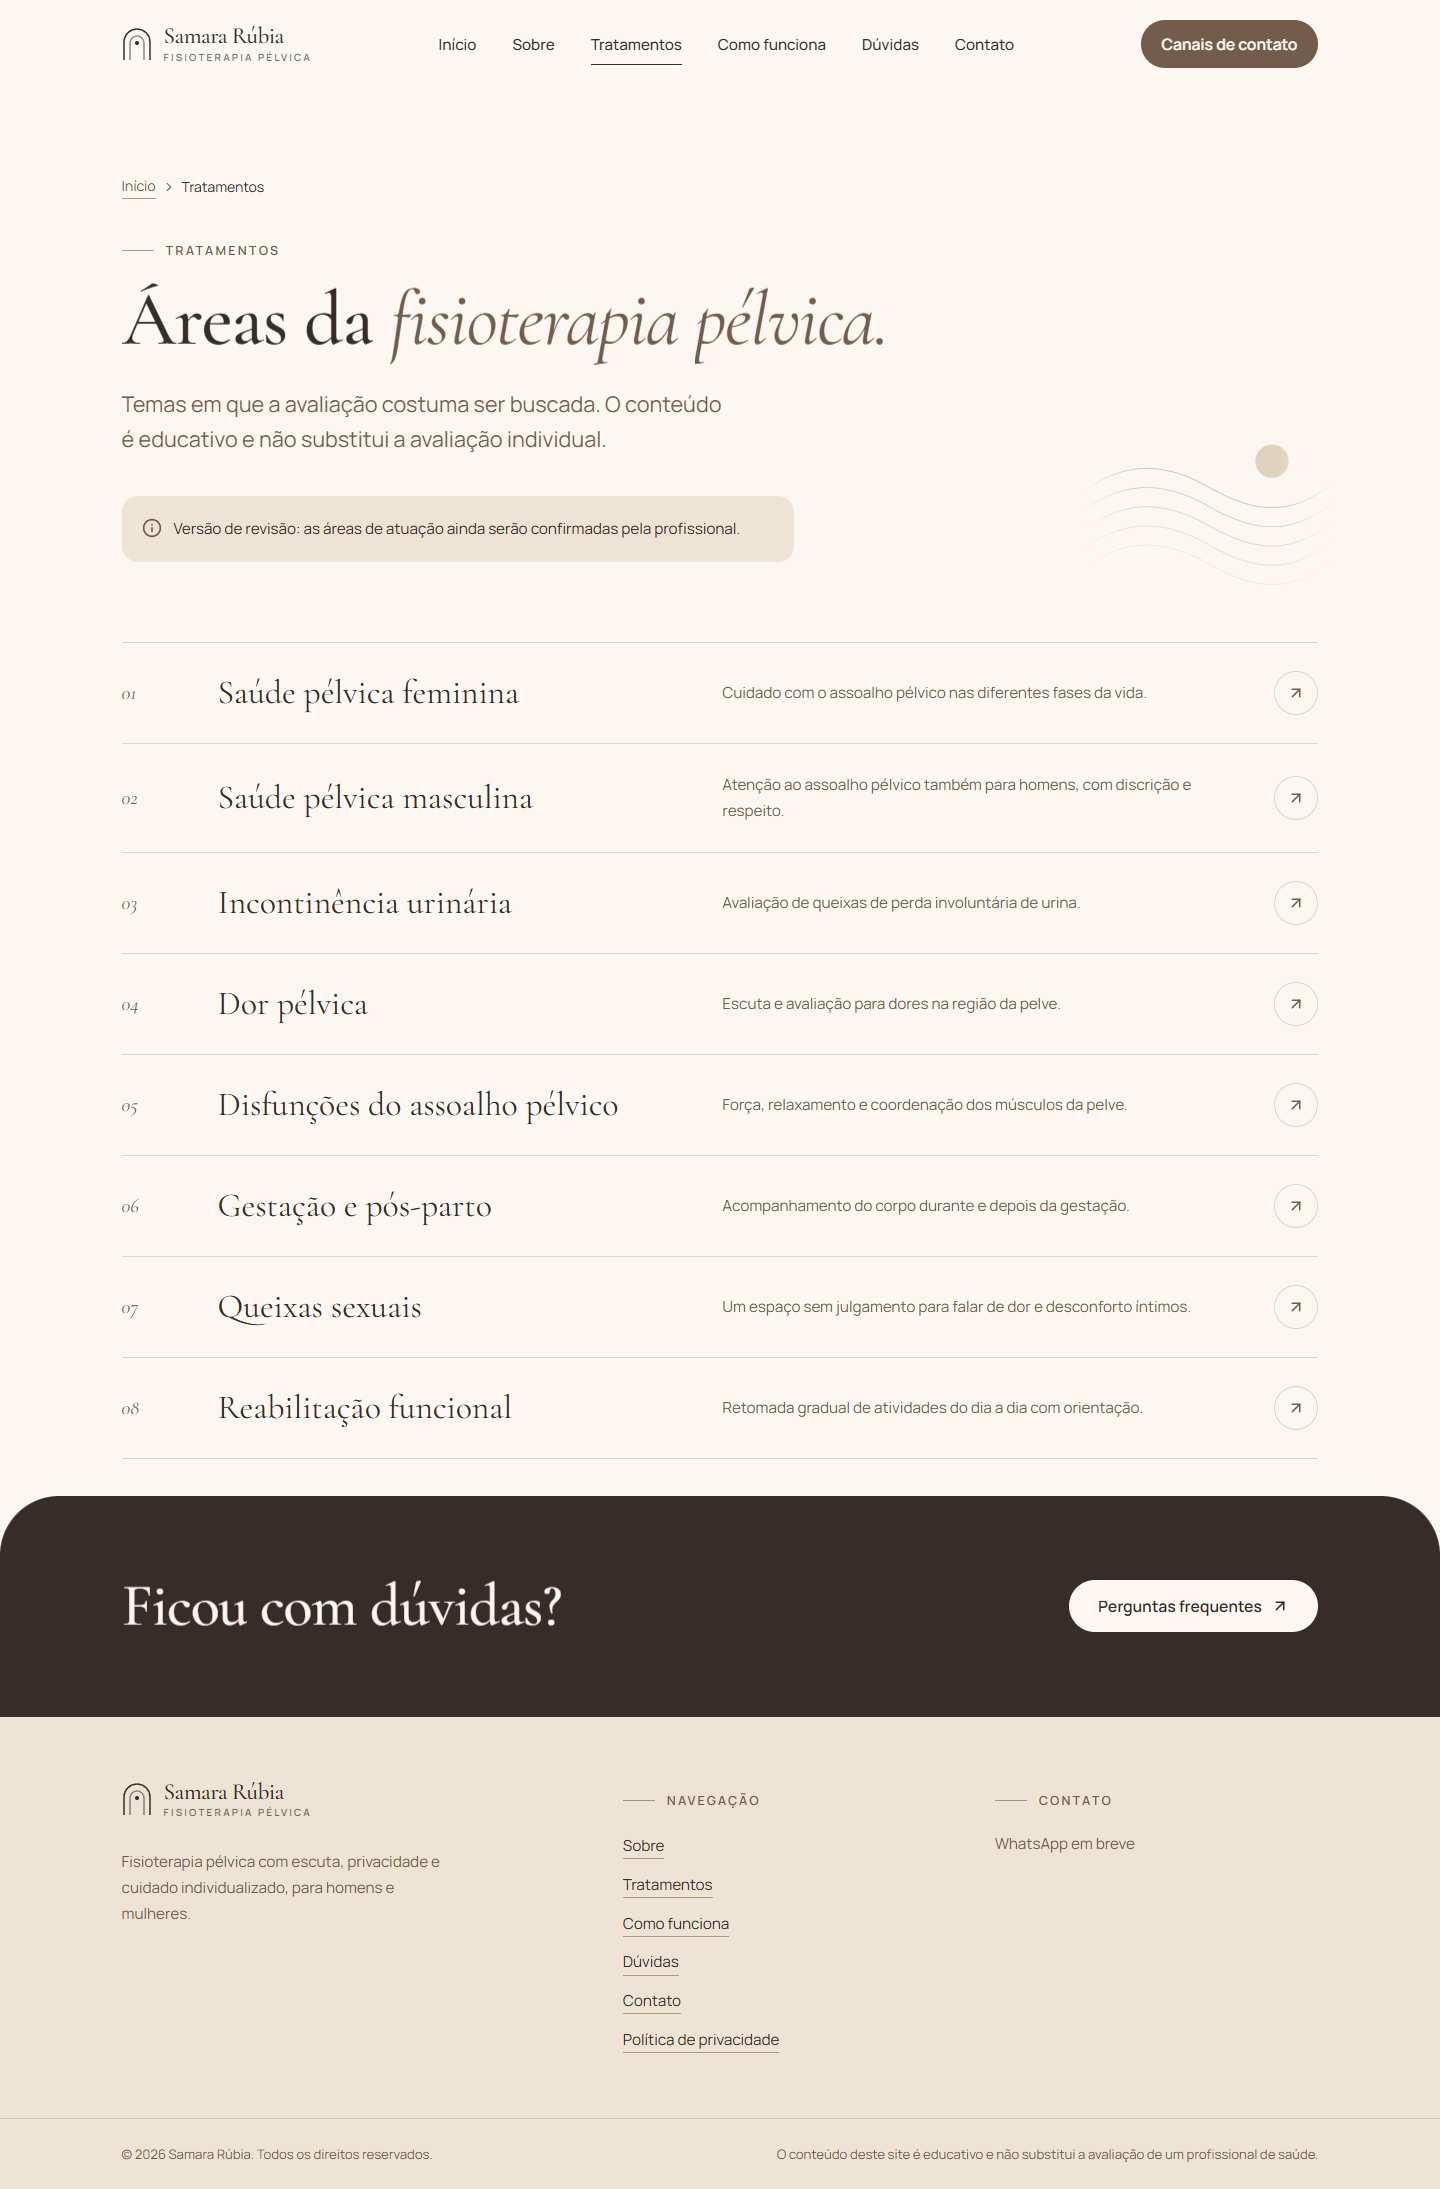 Samara Rúbia
FISIOTERAPIA PÉLVICA
Início
Sobre
Tratamentos
Como funciona
Dúvidas
Contato
Canais de contato
Início
Tratamentos
TRATAMENTOS
Áreas da fisioterapia pélvica.
Temas em que a avaliação costuma ser buscada. O conteúdo
é educativo e não substitui a avaliação individual.
Versão de revisão: as áreas de atuação ainda serão confirmadas pela profissional.
01
Saúde pélvica feminina
Cuidado com o assoalho pélvico nas diferentes fases da vida.
02
Saúde pélvica masculina
Atenção ao assoalho pélvico também para homens, com discrição e
respeito.
03
Incontinência urinária
Avaliação de queixas de perda involuntária de urina.
04
Dor pélvica
Escuta e avaliação para dores na região da pelve.
05
Disfunções do assoalho pélvico
Força, relaxamento e coordenação dos músculos da pelve.
06
Gestação e pós-parto
Acompanhamento do corpo durante e depois da gestação.
07
Queixas sexuais
Um espaço sem julgamento para falar de dor e desconforto íntimos.
08
Reabilitação funcional
Retomada gradual de atividades do dia a dia com orientação.
Ficou com dúvidas?
Perguntas frequentes
Samara Rúbia
FISIOTERAPIA PÉLVICA
Fisioterapia pélvica com escuta, privacidade e
cuidado individualizado, para homens e
mulheres.
NAVEGAÇÃO
Sobre
Tratamentos
Como funciona
Dúvidas
Contato
Política de privacidade
CONTATO
WhatsApp em breve
© 2026 Samara Rúbia. Todos os direitos reservados.
O conteúdo deste site é educativo e não substitui a avaliação de um profissional de saúde.